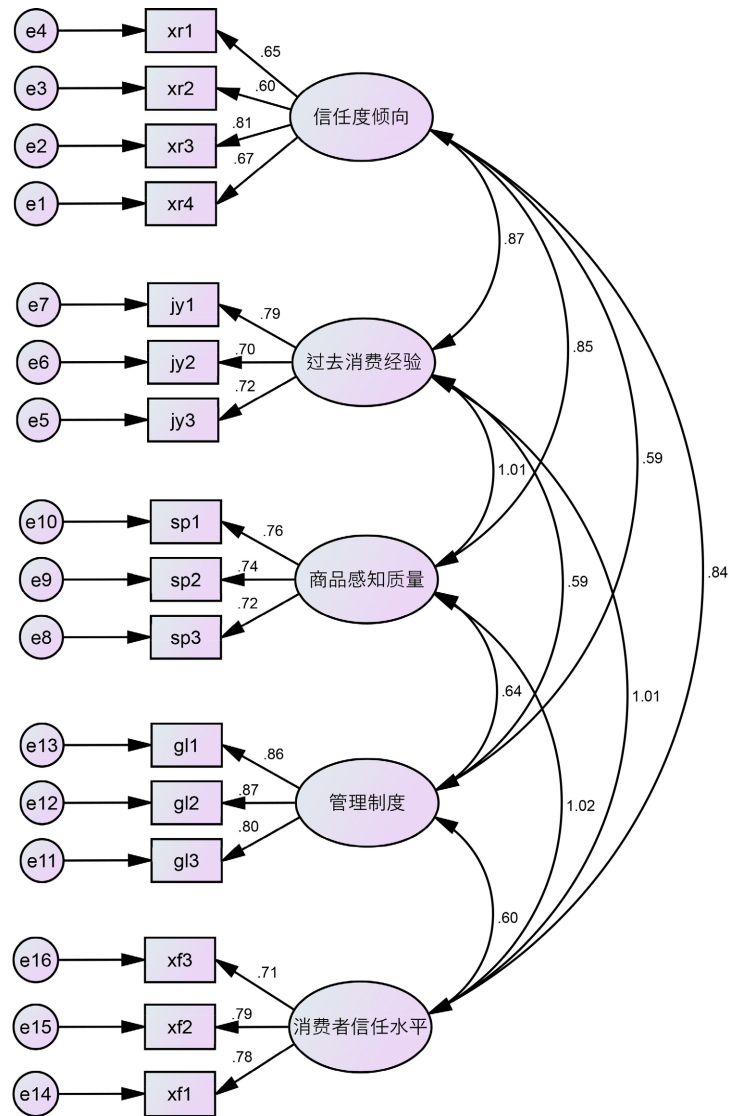 e4
xr1
.65
e3
xr2
.60
信任度倾向
e2
xr3
.81
e1
xr4
.67
.87
e7
jy1
.79
.85
e6
jy2
.70
过去消费经验
e5
jy3
.72
.59
1.01
e10
sp1
.76
.84
e9
sp2
.74
商品感知质量
.59
e8
sp3
.72
.64
1.01
e13
gl1
.86
e12
gl2
.87
管理制度
1.02
e11
gl3
.80
.60
e16
xf3
.71
e15
xf2
.79
消费者信任水平
e14
xf1
.78